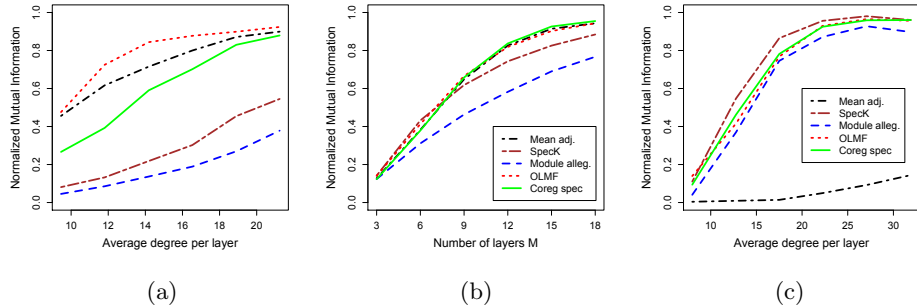 Normalized Mutual Information
0.0 0.2 0.4 0.6 0.8 1.0
10 12 14 16 18 20
Average degree per layer
(a)
Normalized Mutual Information
0.0 0.2 0.4 0.6 0.8 1.0
3 6 9 12 15 18
Number of layers M
Mean adj.
SpecK
Module alleg.
OLMF
Coreg spec
(b)
Normalized Mutual Information
0.0 0.2 0.4 0.6 0.8 1.0
10 15 20 25 30
Average degree per layer
Mean adj.
SpecK
Module alleg.
OLMF
Coreg spec
(c)